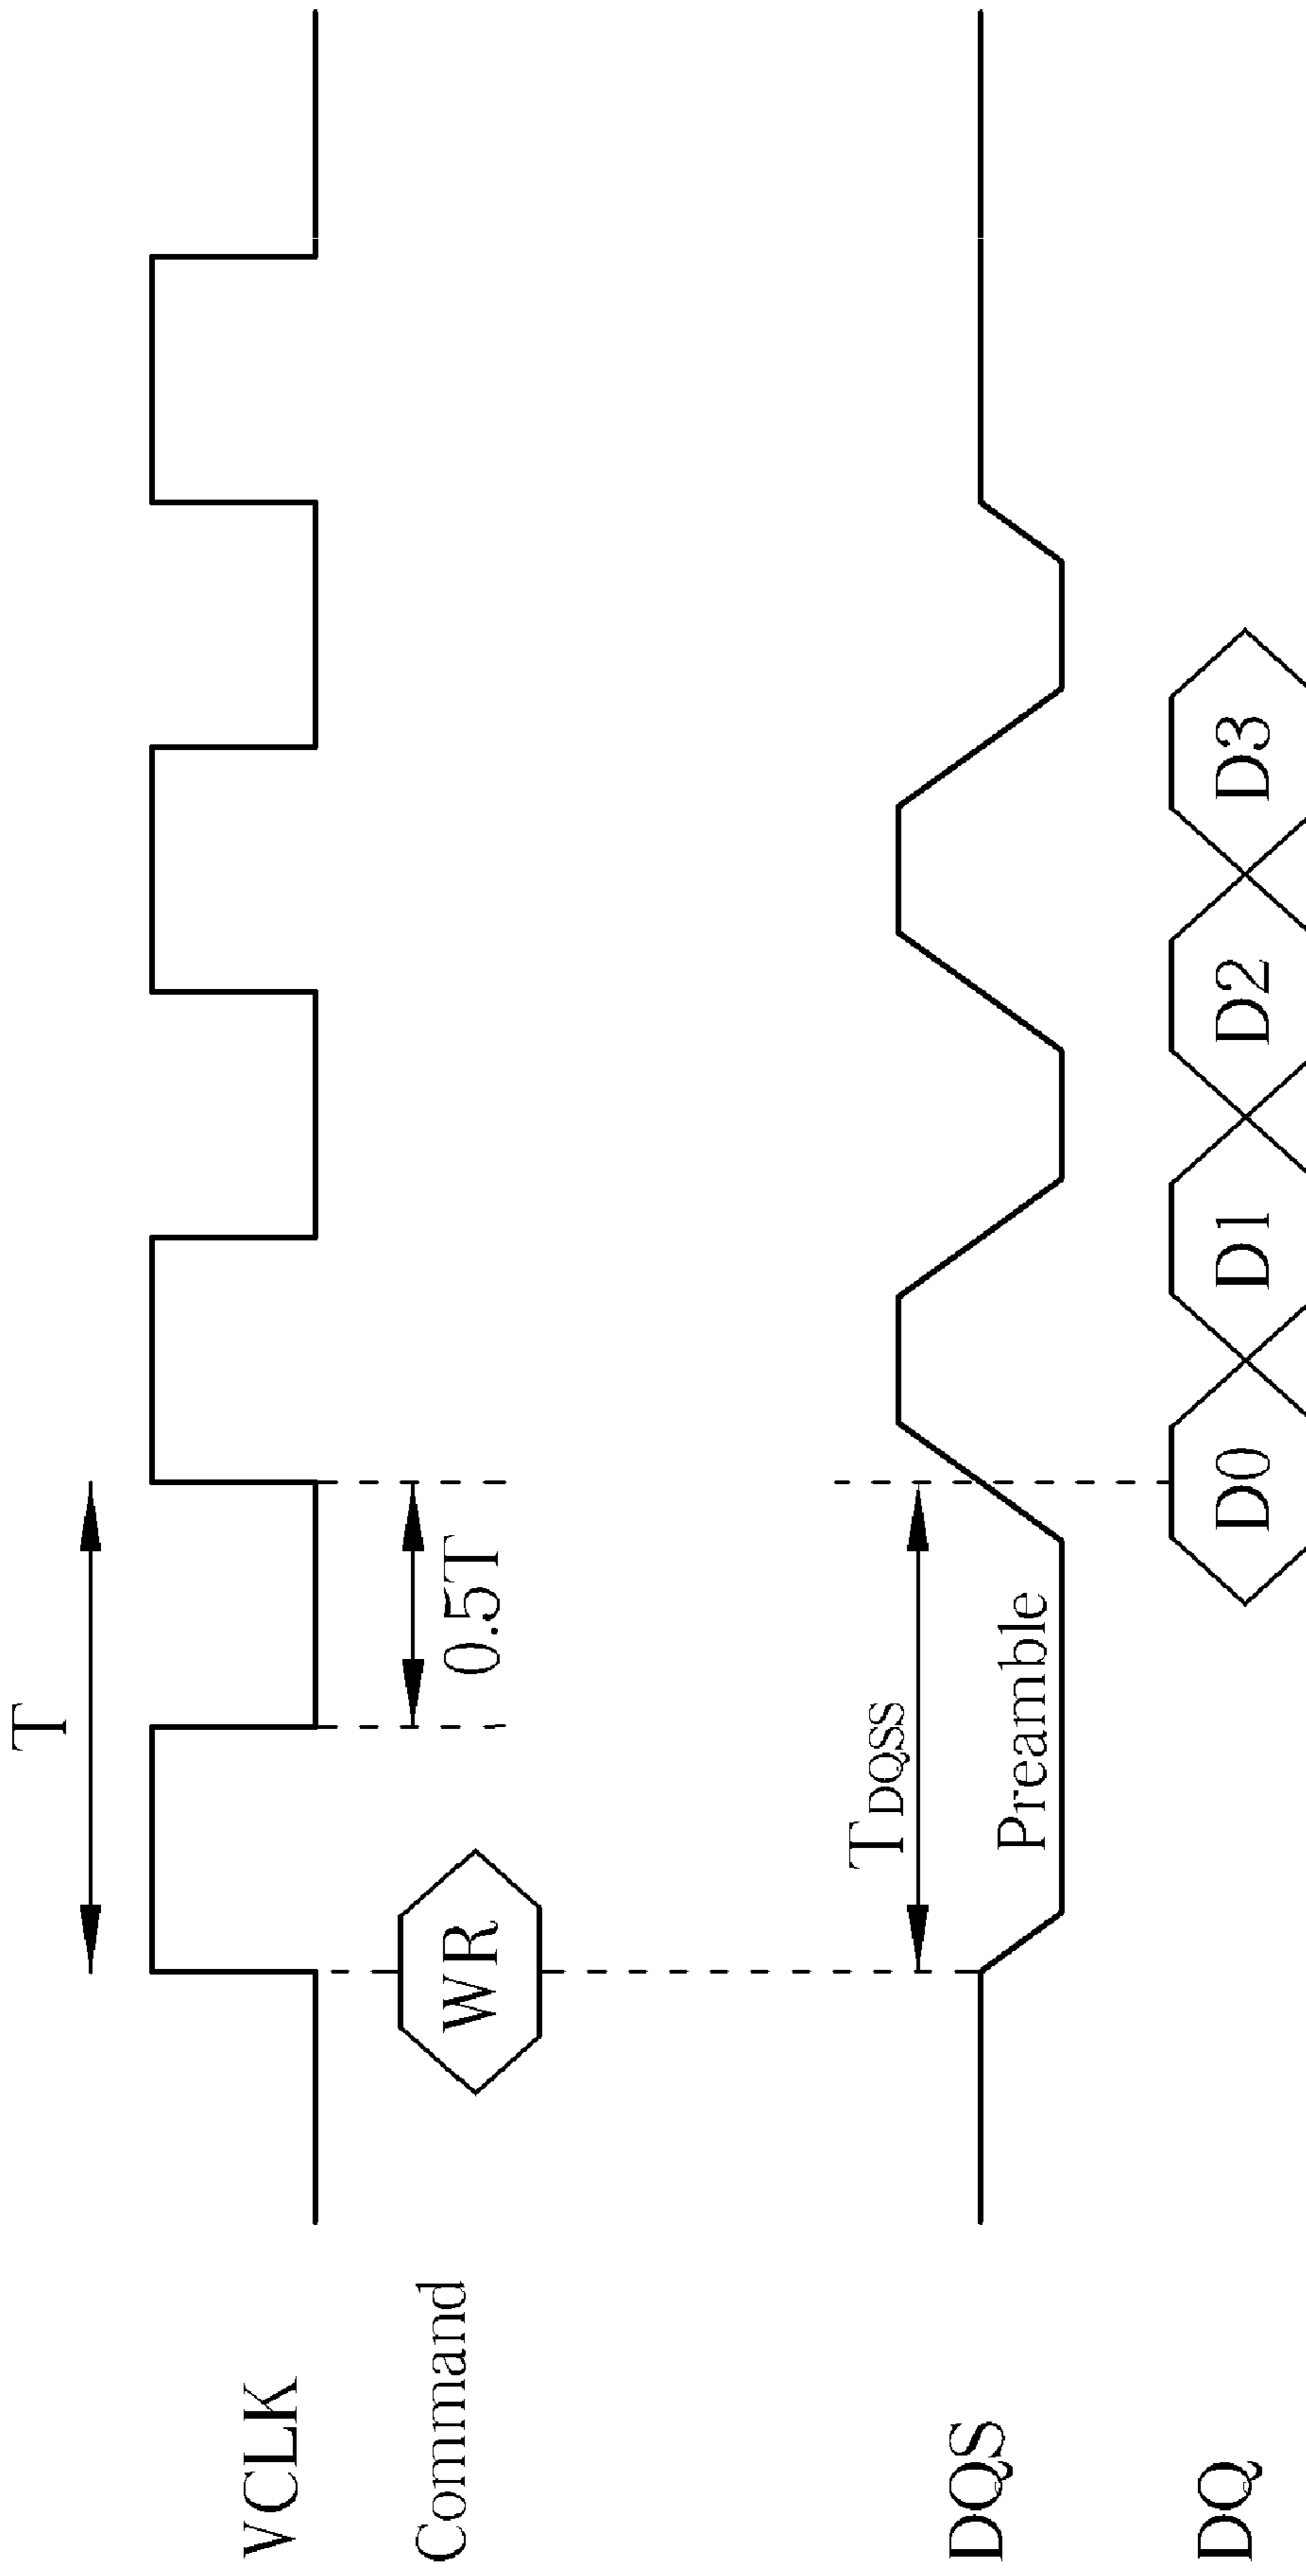 T
VCLK
0.5T
Command
WR
TDQSS
DQS
Preamble
DQ
D0
D1
D2
D3